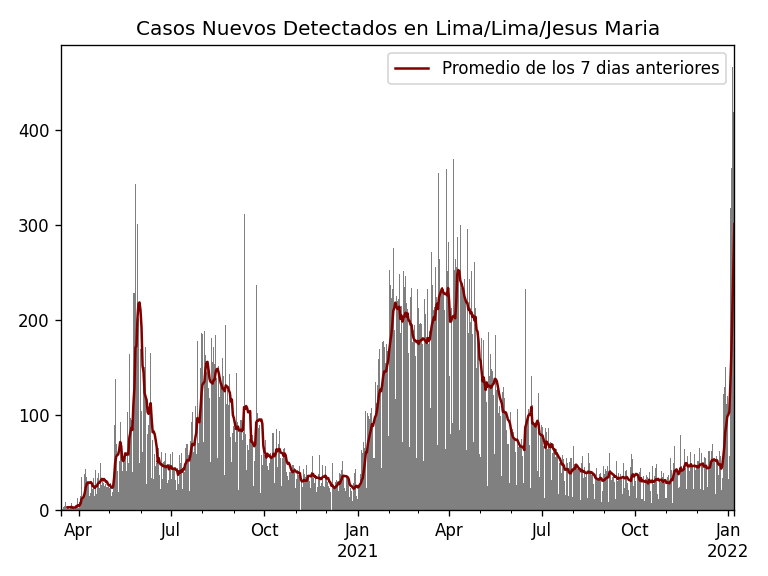 Casos Nuevos Detectados en Lima/Lima/Jesus Maria
Promedio de los 7 dias anteriores
400
300
200
100
0
Apr Jul Oct Jan Apr Jul Oct Jan
2021 2022